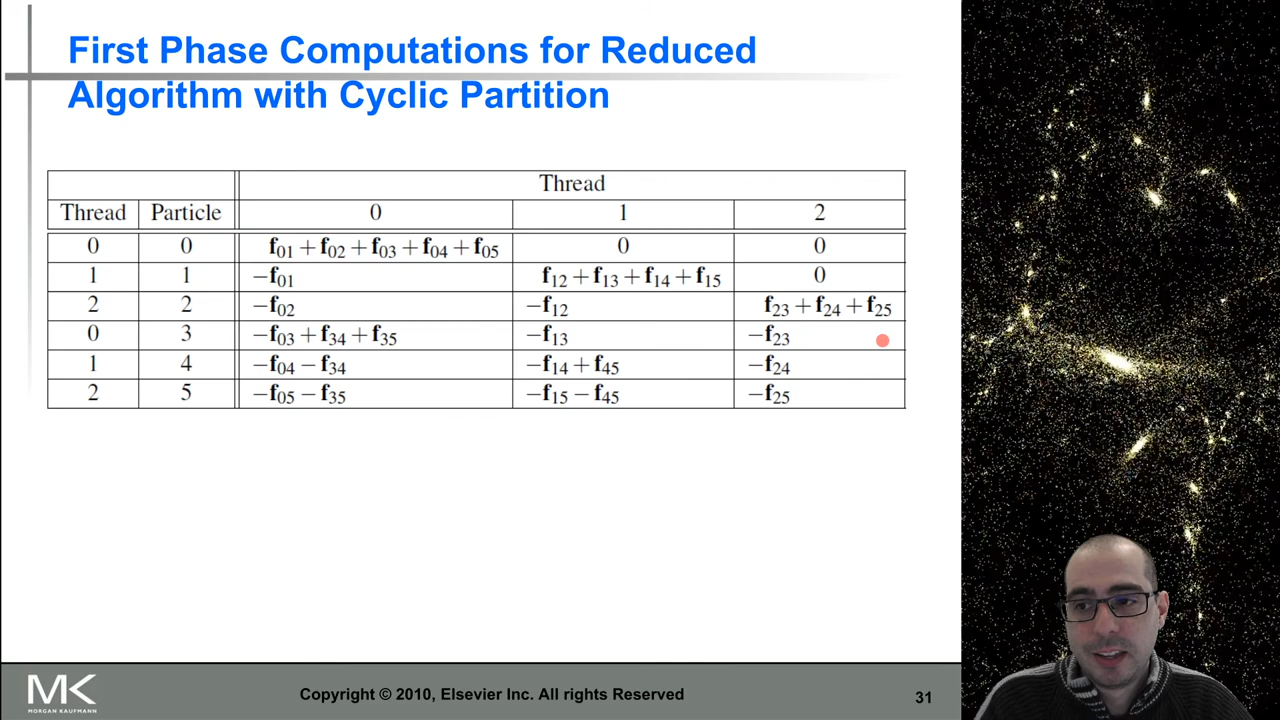 First Phase Computations for Reduced
Algorithm with Cyclic Partition
Thread
Thread Particle 0 1 2
0 0 f₀₁ + f₀₂ + f₀₃ + f₀₄ + f₀₅ 0 0
1 1 −f₀₁ f₁₂ + f₁₃ + f₁₄ + f₁₅ 0
2 2 −f₀₂ −f₁₂ f₂₃ + f₂₄ + f₂₅
0 3 −f₀₃ + f₃₄ + f₃₅ −f₁₃ −f₂₃
1 4 −f₀₄ − f₃₄ −f₁₄ + f₄₅ −f₂₄
2 5 −f₀₅ − f₃₅ −f₁₅ − f₄₅ −f₂₅
MK
MORGAN KAUFMANN
Copyright © 2010, Elsevier Inc. All rights Reserved
31